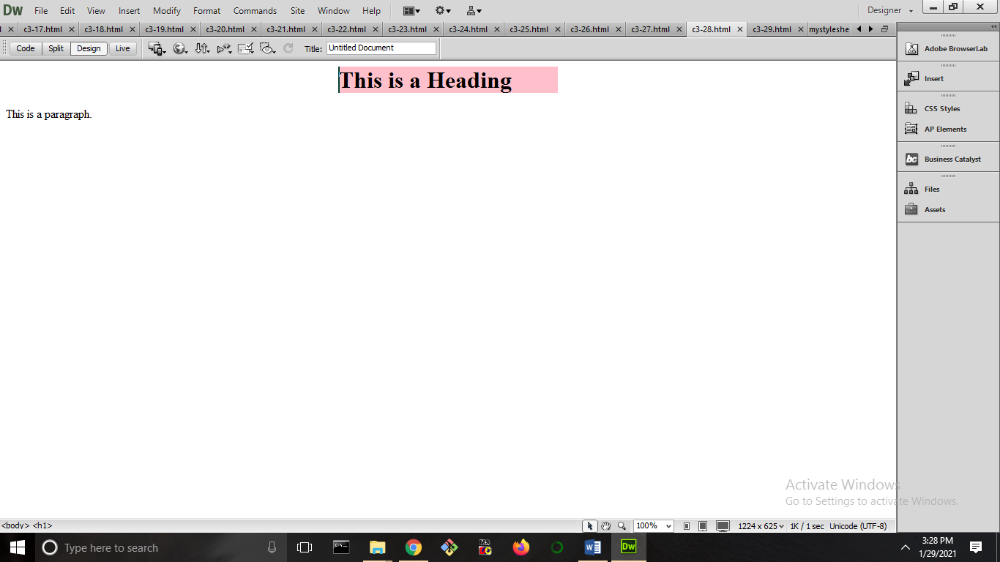 Dw File Edit View Insert Modify Format Commands Site Window Help Designer
c3-17.html c3-18.html c3-19.html c3-20.html c3-21.html c3-22.html c3-23.html c3-24.html c3-25.html c3-26.html c3-27.html c3-28.html c3-29.html mystyleshe
Code Split Design Live Title: Untitled Document
This is a Heading
This is a paragraph.
Adobe BrowserLab
Insert
CSS Styles
AP Elements
bc Business Catalyst
Files
Assets
Activate Windows
Go to Settings to activate Windows.
<body> <h1> 100% 1224 x 625 1K / 1 sec Unicode (UTF-8)
Type here to search
Dw
3:28 PM
1/29/2021